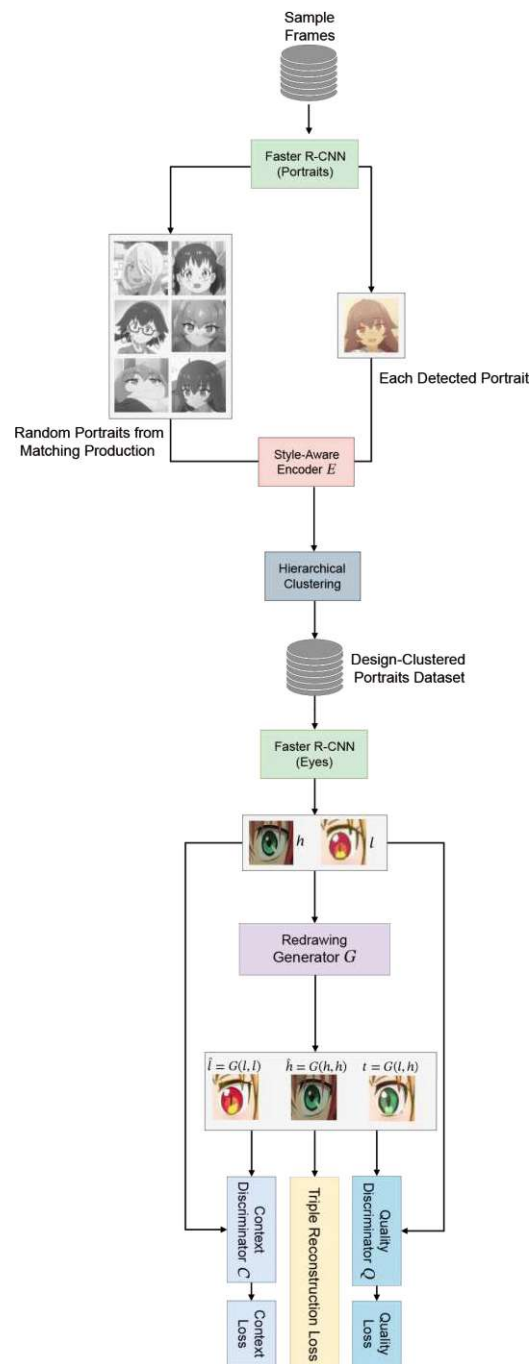 Sample
Frames
Faster R-CNN
(Portraits)
Each Detected Portrait
Random Portraits from
Matching Production
Style-Aware
Encoder E
Hierarchical
Clustering
Design-Clustered
Portraits Dataset
Faster R-CNN
(Eyes)
h
l
Redrawing
Generator G
l̂ = G(l, l)
ĥ = G(h, h)
t = G(l, h)
Context
Discriminator C
Triple Reconstruction Loss
Quality
Discriminator Q
Context
Loss
Quality
Loss